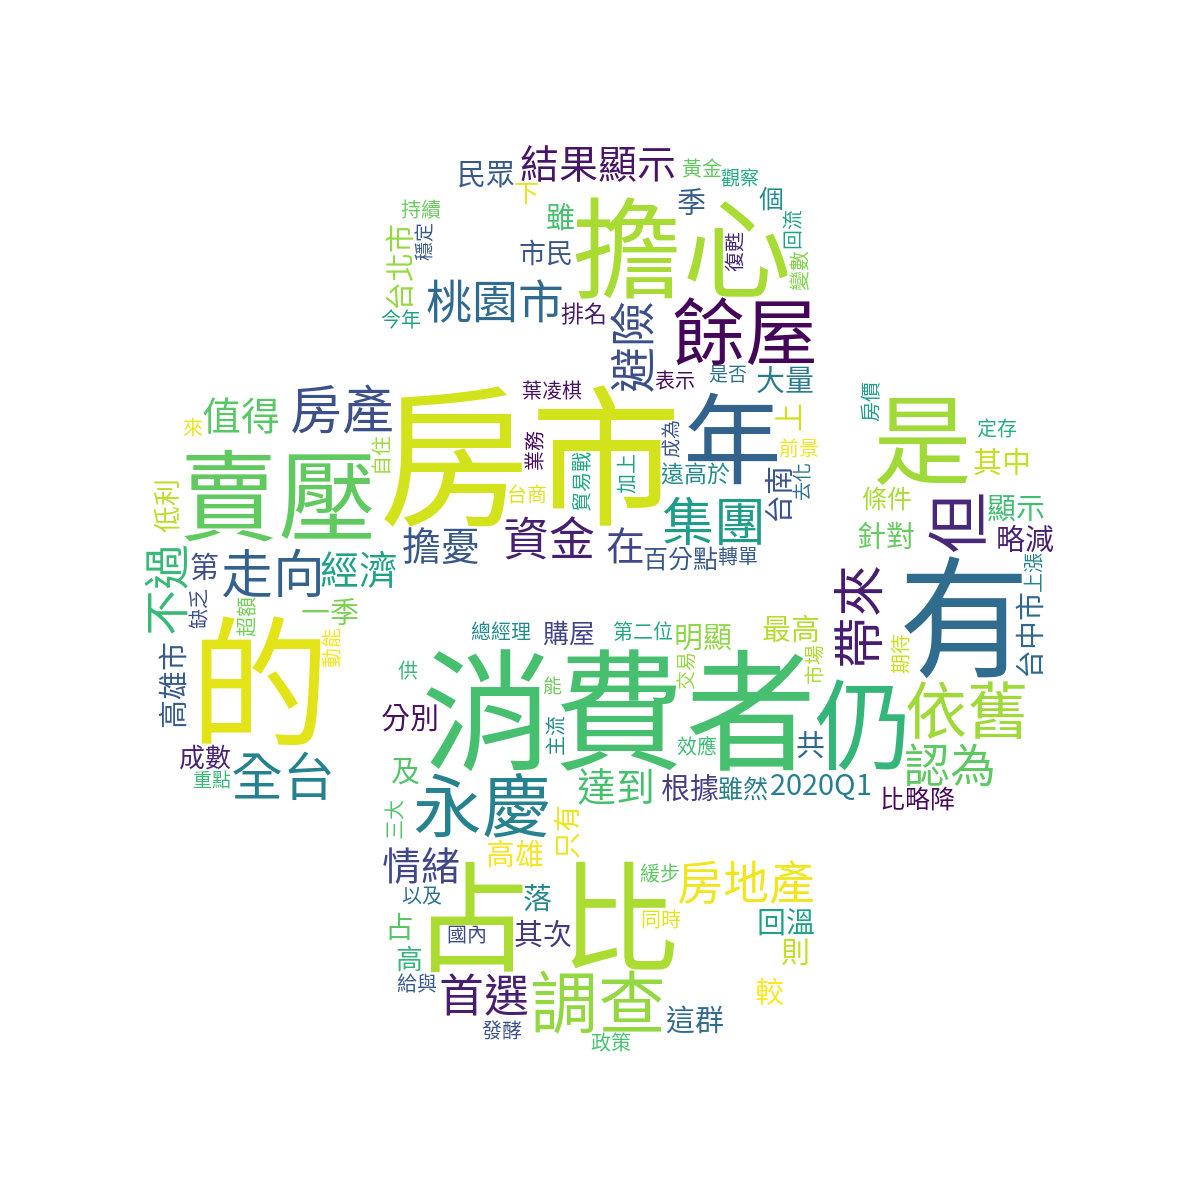 民眾
結果顯示
黃金
觀察
下
季
個
持續
雖
擔心
回流
台北市
穩定
市民
復甦
變數
今年
桃園市
排名
避險
餘屋
表示
是否
大量
葉凌棋
房產
值得
來
自住
房市
年
上
成為
前景
房價
是
定存
其中
賣壓
低利
業務
貿易戰
加上
遠高於
台商
台南
去化
條件
針對
顯示
但
略減
集團
資金
在
擔憂
百分點
轉單
不過
第
走向
經濟
缺乏
超額
一季
動能
帶來
有
上漲
台中市
總經理
購屋
第二位
明顯
最高
交易
市場
期待
的
高雄市
供
能
消費者
仍
依舊
分別
主流
效應
共
認為
成數
重點
全台
及
永慶
達到
根據
雖然
2020Q1
比略降
三大
只有
情緒
高雄
以及
占比
落
緩步
房地產
占
國內
其次
同時
回溫
則
高
給與
首選
調查
較
這群
發酵
政策